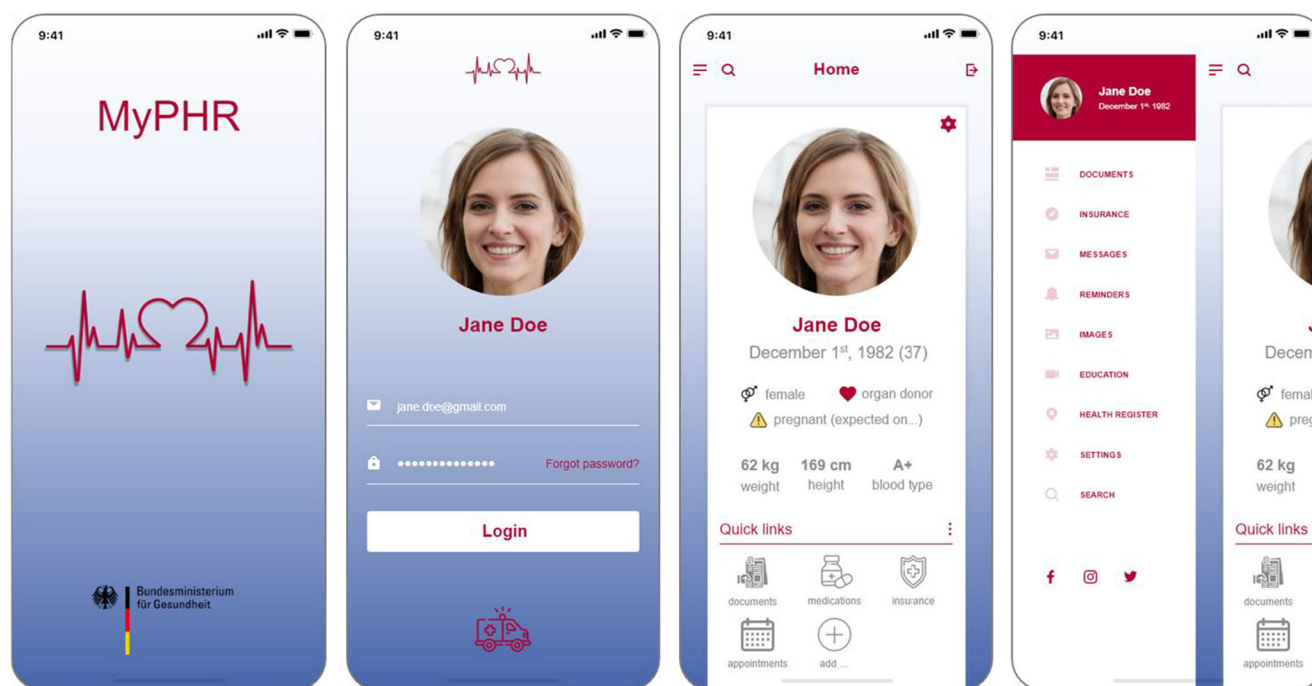 9:41
MyPHR
Bundesministerium
für Gesundheit
9:41
Jane Doe
jane.doe@gmail.com
Forgot password?
Login
9:41
Home
Jane Doe
December 1st, 1982 (37)
female organ donor
pregnant (expected on...)
62 kg 169 cm A+
weight height blood type
Quick links
documents medications insurance
appointments add ...
9:41
Jane Doe
December 1st, 1982
DOCUMENTS
INSURANCE
MESSAGES
REMINDERS
IMAGES
EDUCATION
HEALTH REGISTER
SETTINGS
SEARCH
J
Decem
femal
preg
62 kg
weight
Quick links
documents
appointments